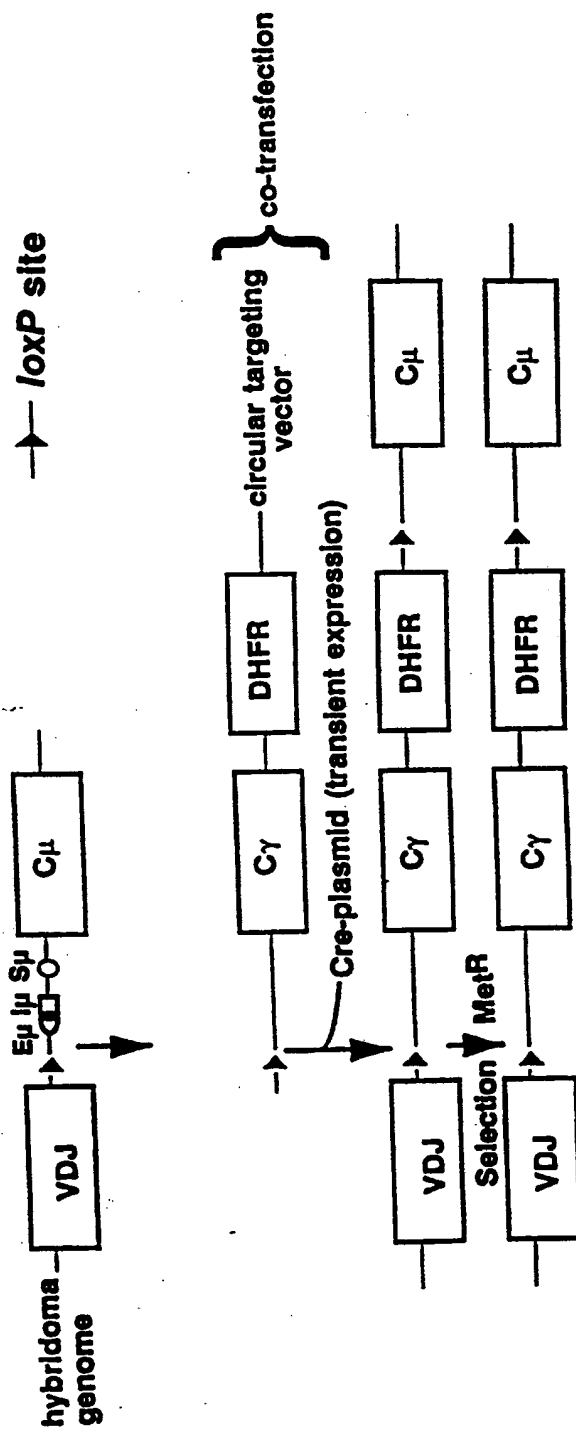 loxP site
hybridoma
genome
VDJ
Eμ Iμ Sμ
Cμ
Cγ
DHFR
circular targeting
vector
co-transfection
Cre-plasmid (transient expression)
VDJ
Cγ
DHFR
Cμ
Selection MetR
VDJ
Cγ
DHFR
Cμ